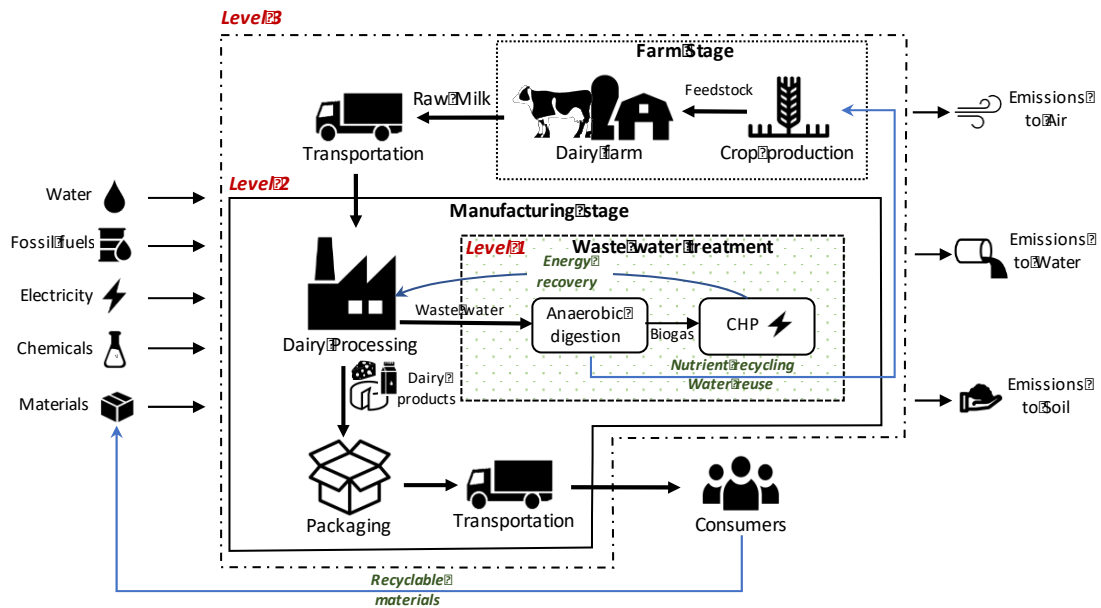 Level 3
Farm Stage
Feedstock
Raw Milk
Dairy farm
Crop production
Transportation
Emissions
to Air
Level 2
Manufacturing stage
Water
Level 1
Waste water treatment
Fossil fuels
Energy
recovery
Emissions
to Water
Electricity
Waste water
Anaerobic
digestion
Biogas
CHP
Chemicals
Dairy Processing
Nutrient recycling
Water reuse
Dairy
products
Materials
Emissions
to Soil
Packaging
Transportation
Consumers
Recyclable
materials